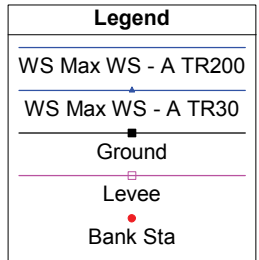 Legend
WS Max WS - A TR200
WS Max WS - A TR30
Ground
Levee
Bank Sta